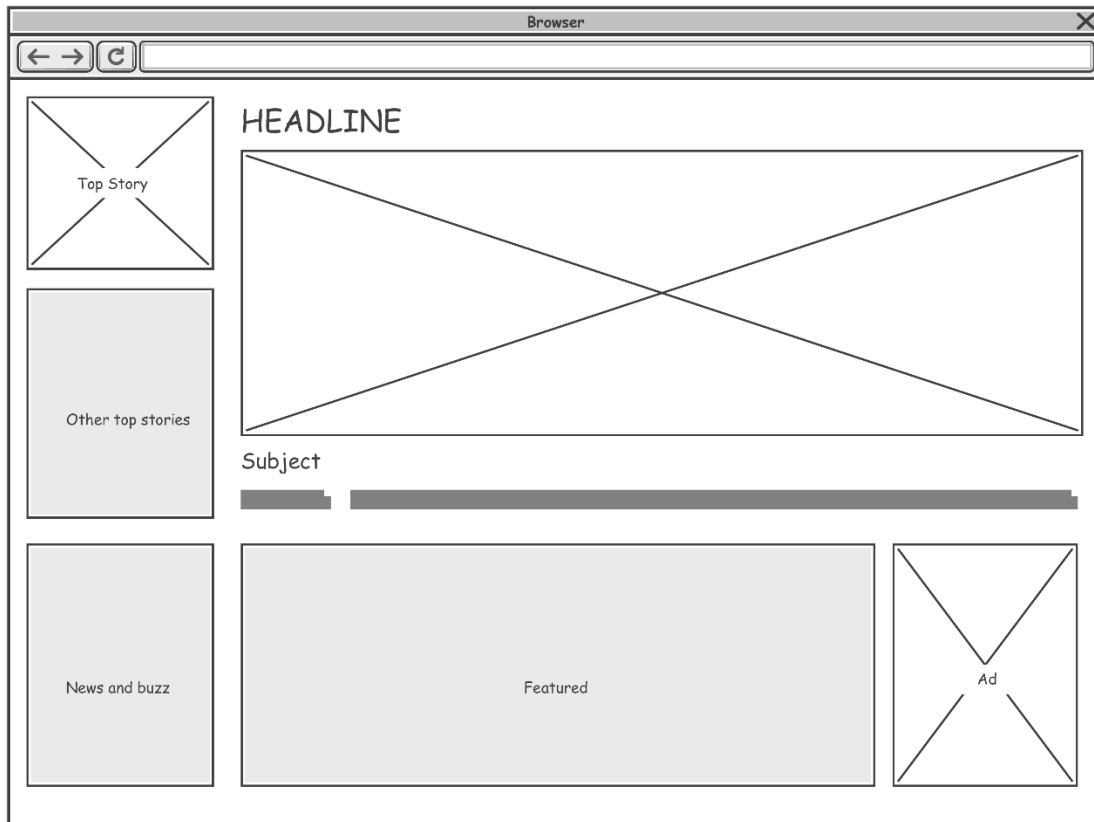 Browser
HEADLINE
Top Story
Other top stories
Subject
News and buzz
Featured
Ad